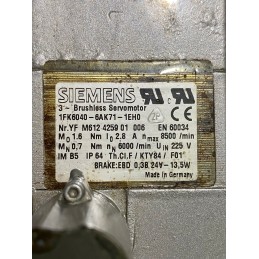 SIEMENS
3~ Brushless Servomotor
1FK6040-6AK71-1EH0
Nr.YF M612 4259 01 006 EN 60034
M0 1,6 Nm I0 2,8 A nmax 8500 /min
MN 0,7 Nm nN 6000 /min UIN 225 V
IM B5 IP 64 Th.Cl.F / KTY84 / F01
BRAKE:EBD 0,3B 24V-13,5W
Made in Germany